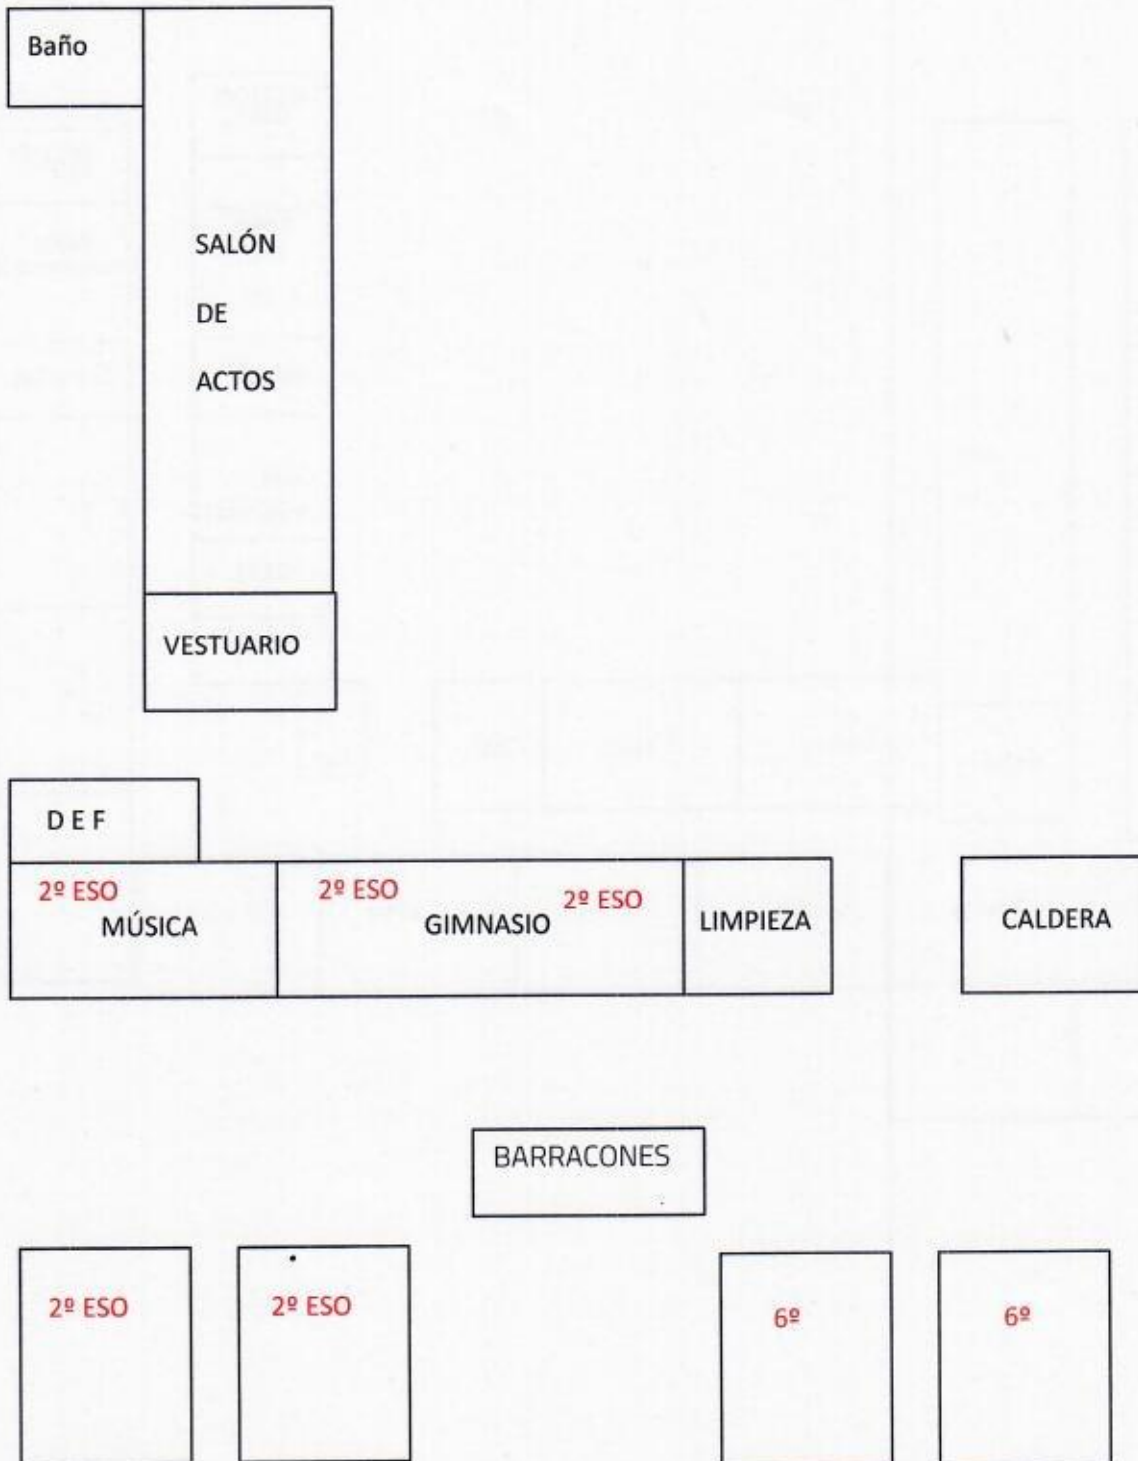 Baño
SALÓN
DE
ACTOS
VESTUARIO
D E F
2º ESO
MÚSICA
2º ESO
2º ESO
GIMNASIO
LIMPIEZA
CALDERA
BARRACONES
2º ESO
2º ESO
6º
6º